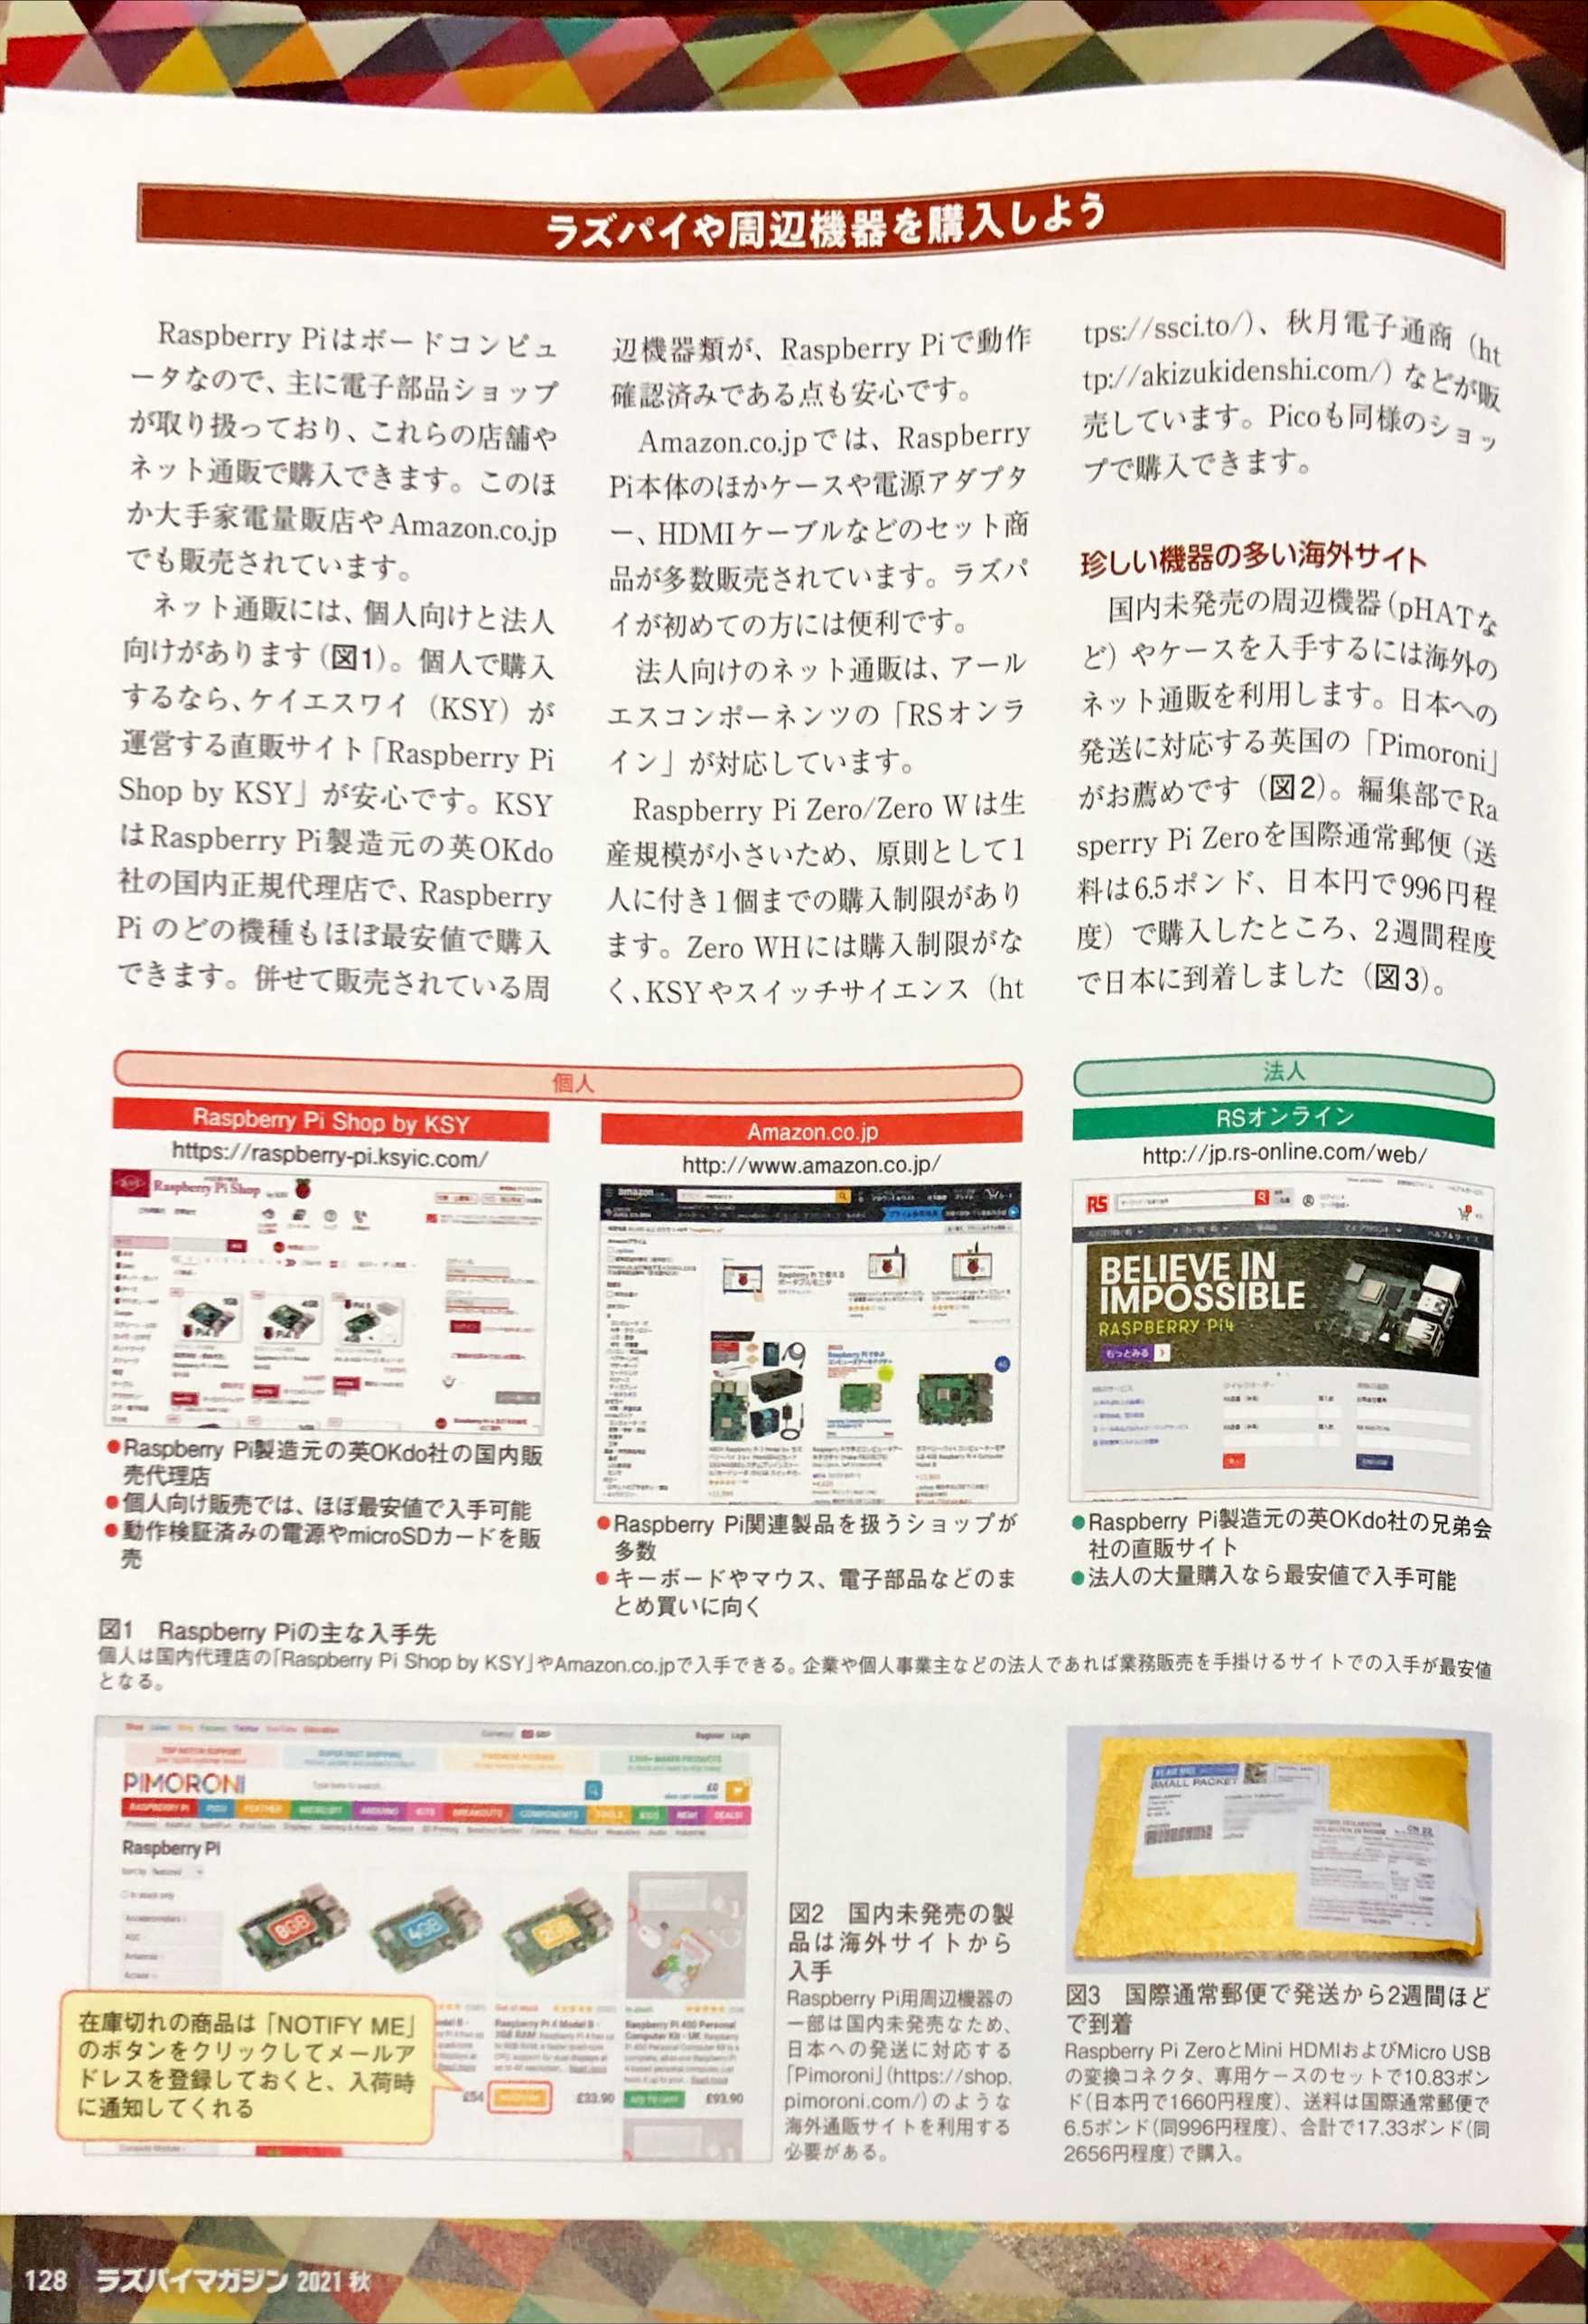 ラズパイや周辺機器を購入しよう
Raspberry Piはボードコンピュ
ータなので、主に電子部品ショップ
が取り扱っており、これらの店舗や
ネット通販で購入できます。このほ
か大手家電量販店やAmazon.co.jp
でも販売されています。
ネット通販には、個人向けと法人
向けがあります（図1）。個人で購入
するなら、ケイエスワイ（KSY）が
運営する直販サイト「Raspberry Pi
Shop by KSY」が安心です。KSY
はRaspberry Pi製造元の英OKdo
社の国内正規代理店で、Raspberry
Pi のどの機種もほぼ最安値で購入
できます。併せて販売されている周
辺機器類が、Raspberry Piで動作
確認済みである点も安心です。
Amazon.co.jpでは、Raspberry
Pi本体のほかケースや電源アダプタ
ー、HDMIケーブルなどのセット商
品が多数販売されています。ラズパ
イが初めての方には便利です。
法人向けのネット通販は、アール
エスコンポーネンツの「RSオンラ
イン」が対応しています。
Raspberry Pi Zero/Zero Wは生
産規模が小さいため、原則として1
人に付き1個までの購入制限があり
ます。Zero WHには購入制限がな
く、KSYやスイッチサイエンス（ht
tps://ssci.to/）、秋月電子通商（ht
tp://akizukidenshi.com/）などが販
売しています。Picoも同様のショッ
プで購入できます。
珍しい機器の多い海外サイト
国内未発売の周辺機器（pHATな
ど）やケースを入手するには海外の
ネット通販を利用します。日本への
発送に対応する英国の「Pimoroni」
がお薦めです（図2）。編集部でRa
sperry Pi Zeroを国際通常郵便（送
料は6.5ポンド、日本円で996円程
度）で購入したところ、2週間程度
で日本に到着しました（図3）。
個人
Raspberry Pi Shop by KSY
https://raspberry-pi.ksyic.com/
Raspberry Pi Shop
●Raspberry Pi製造元の英OKdo社の国内販
売代理店
●個人向け販売では、ほぼ最安値で入手可能
●動作検証済みの電源やmicroSDカードを販
売
Amazon.co.jp
http://www.amazon.co.jp/
amazon
●Raspberry Pi関連製品を扱うショップが
多数
●キーボードやマウス、電子部品などのま
とめ買いに向く
法人
RSオンライン
http://jp.rs-online.com/web/
RS
BELIEVE IN
IMPOSSIBLE
RASPBERRY Pi4
もっとみる
●Raspberry Pi製造元の英OKdo社の兄弟会
社の直販サイト
●法人の大量購入なら最安値で入手可能
図1　Raspberry Piの主な入手先
個人は国内代理店の「Raspberry Pi Shop by KSY」やAmazon.co.jpで入手できる。企業や個人事業主などの法人であれば業務販売を手掛けるサイトでの入手が最安値
となる。
PIMORONI
Raspberry Pi
8GB
4GB
2GB
£54
£33.90
£93.90
在庫切れの商品は「NOTIFY ME」
のボタンをクリックしてメールア
ドレスを登録しておくと、入荷時
に通知してくれる
図2　国内未発売の製
品は海外サイトから
入手
Raspberry Pi用周辺機器の
一部は国内未発売なため、
日本への発送に対応する
「Pimoroni」（https://shop.
pimoroni.com/）のような
海外通販サイトを利用する
必要がある。
SMALL PACKET
CN 22
図3　国際通常郵便で発送から2週間ほど
で到着
Raspberry Pi ZeroとMini HDMIおよびMicro USB
の変換コネクタ、専用ケースのセットで10.83ポン
ド（日本円で1660円程度）、送料は国際通常郵便で
6.5ポンド（同996円程度）、合計で17.33ポンド（同
2656円程度）で購入。
128　ラズパイマガジン 2021 秋